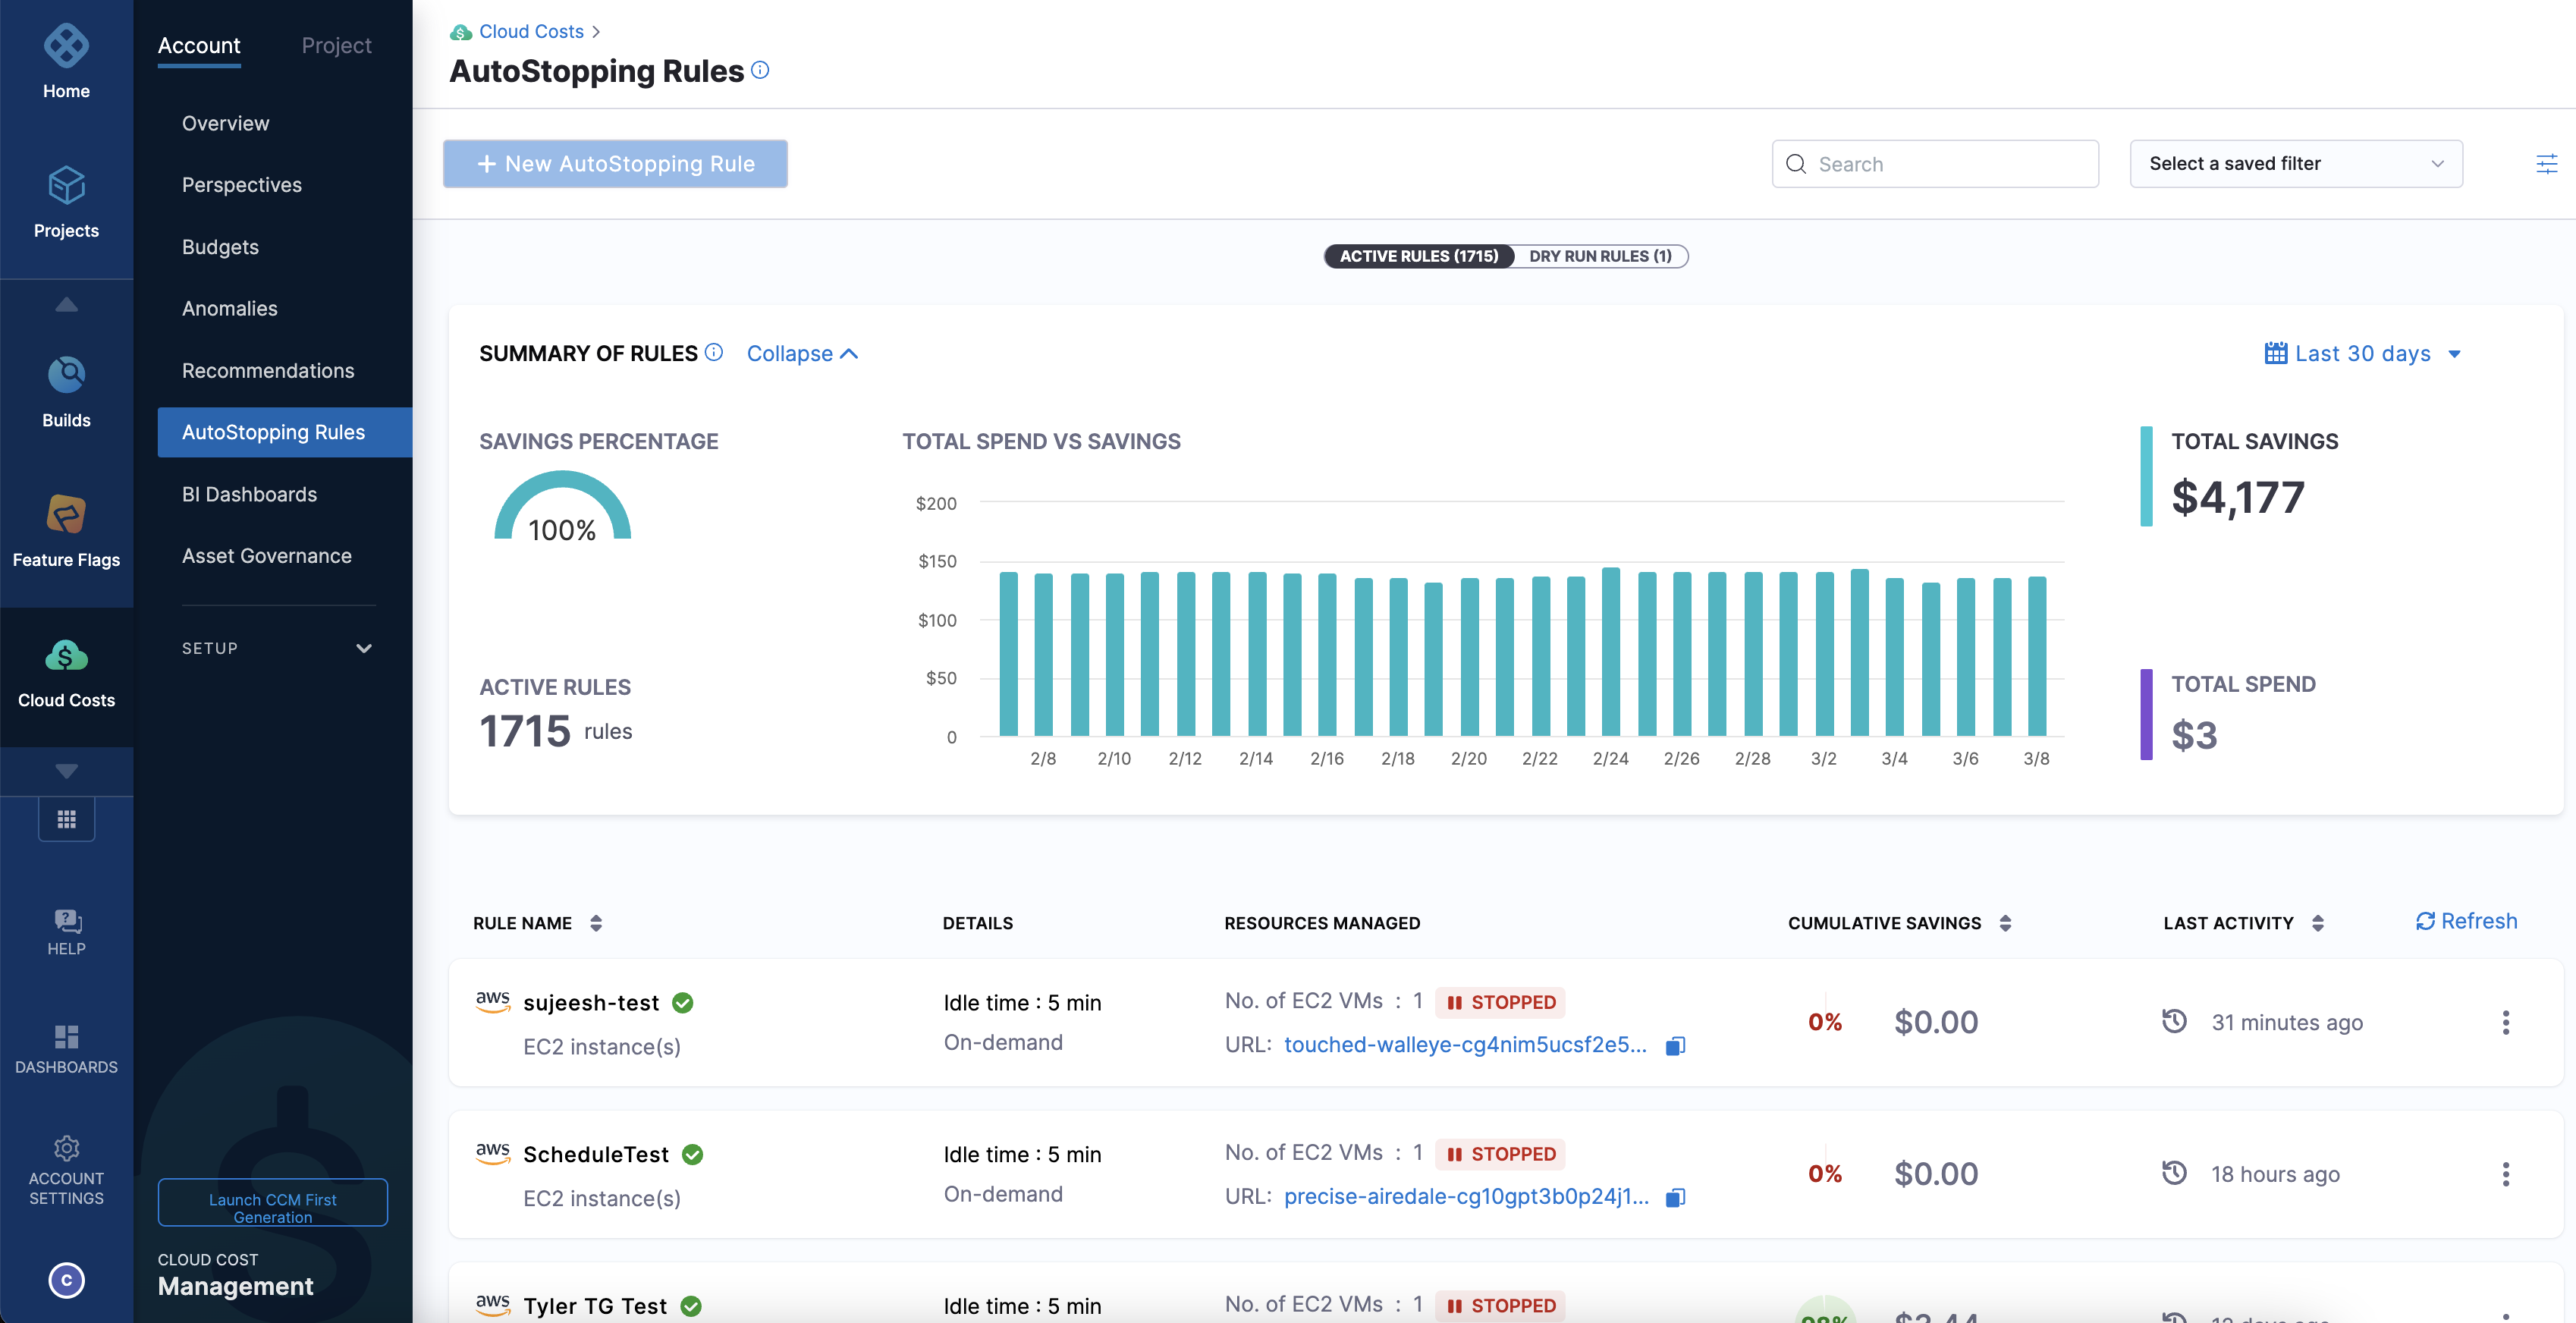 Home
Projects
Builds
Feature Flags
Cloud Costs
HELP
DASHBOARDS
ACCOUNT
SETTINGS
C
Account
Project
Overview
Perspectives
Budgets
Anomalies
Recommendations
AutoStopping Rules
BI Dashboards
Asset Governance
SETUP
Launch CCM First
Generation
CLOUD COST
Management
Cloud Costs >
AutoStopping Rules
+ New AutoStopping Rule
Search
Select a saved filter
ACTIVE RULES (1715)
DRY RUN RULES (1)
SUMMARY OF RULES
Collapse
Last 30 days
SAVINGS PERCENTAGE
100%
ACTIVE RULES
1715 rules
TOTAL SPEND VS SAVINGS
$200
$150
$100
$50
0
2/8 2/10 2/12 2/14 2/16 2/18 2/20 2/22 2/24 2/26 2/28 3/2 3/4 3/6 3/8
TOTAL SAVINGS
$4,177
TOTAL SPEND
$3
RULE NAME
DETAILS
RESOURCES MANAGED
CUMULATIVE SAVINGS
LAST ACTIVITY
Refresh
aws sujeesh-test
EC2 instance(s)
Idle time : 5 min
On-demand
No. of EC2 VMs : 1 STOPPED
URL: touched-walleye-cg4nim5ucsf2e5...
0% $0.00
31 minutes ago
aws ScheduleTest
EC2 instance(s)
Idle time : 5 min
On-demand
No. of EC2 VMs : 1 STOPPED
URL: precise-airedale-cg10gpt3b0p24j1...
0% $0.00
18 hours ago
aws Tyler TG Test
Idle time : 5 min
No. of EC2 VMs : 1 STOPPED